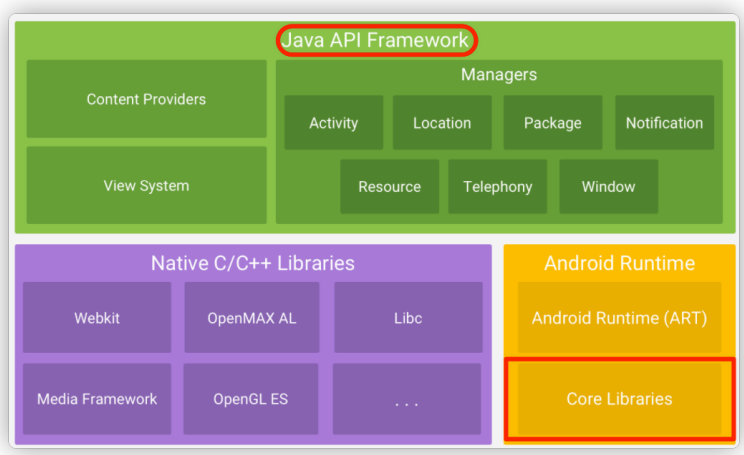 Java API Framework
Content Providers
View System
Managers
Activity
Location
Package
Notification
Resource
Telephony
Window
Native C/C++ Libraries
Webkit
OpenMAX AL
Libc
Media Framework
OpenGL ES
. . .
Android Runtime
Android Runtime (ART)
Core Libraries